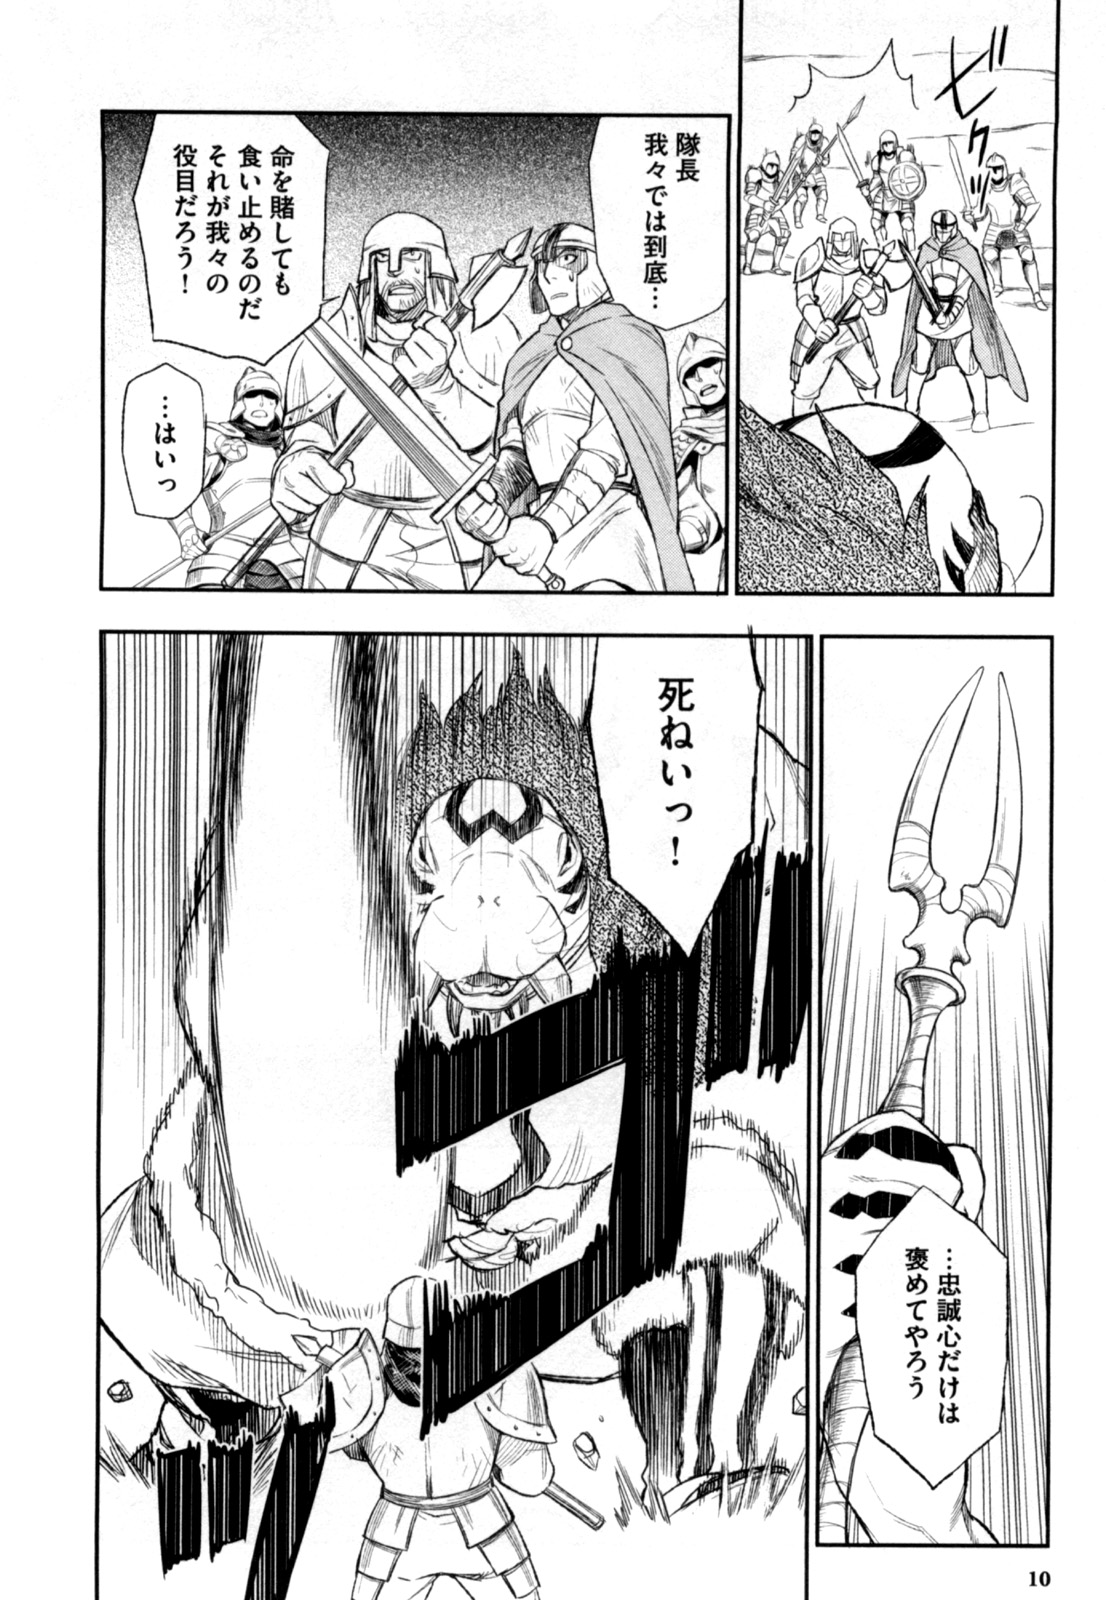 ビクッ
隊長
我々では到底…
命を賭しても
食い止めるのだ
それが我々の
役目だろう！
…はいっ
…忠誠心だけは
褒めてやろう
死ねいっ！
10